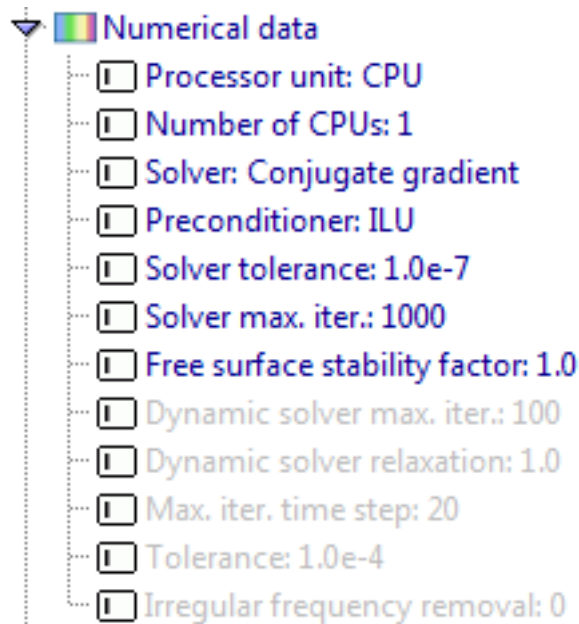 Numerical data
Processor unit: CPU
Number of CPUs: 1
Solver: Conjugate gradient
Preconditioner: ILU
Solver tolerance: 1.0e-7
Solver max. iter.: 1000
Free surface stability factor: 1.0
Dynamic solver max. iter.: 100
Dynamic solver relaxation: 1.0
Max. iter. time step: 20
Tolerance: 1.0e-4
Irregular frequency removal: 0